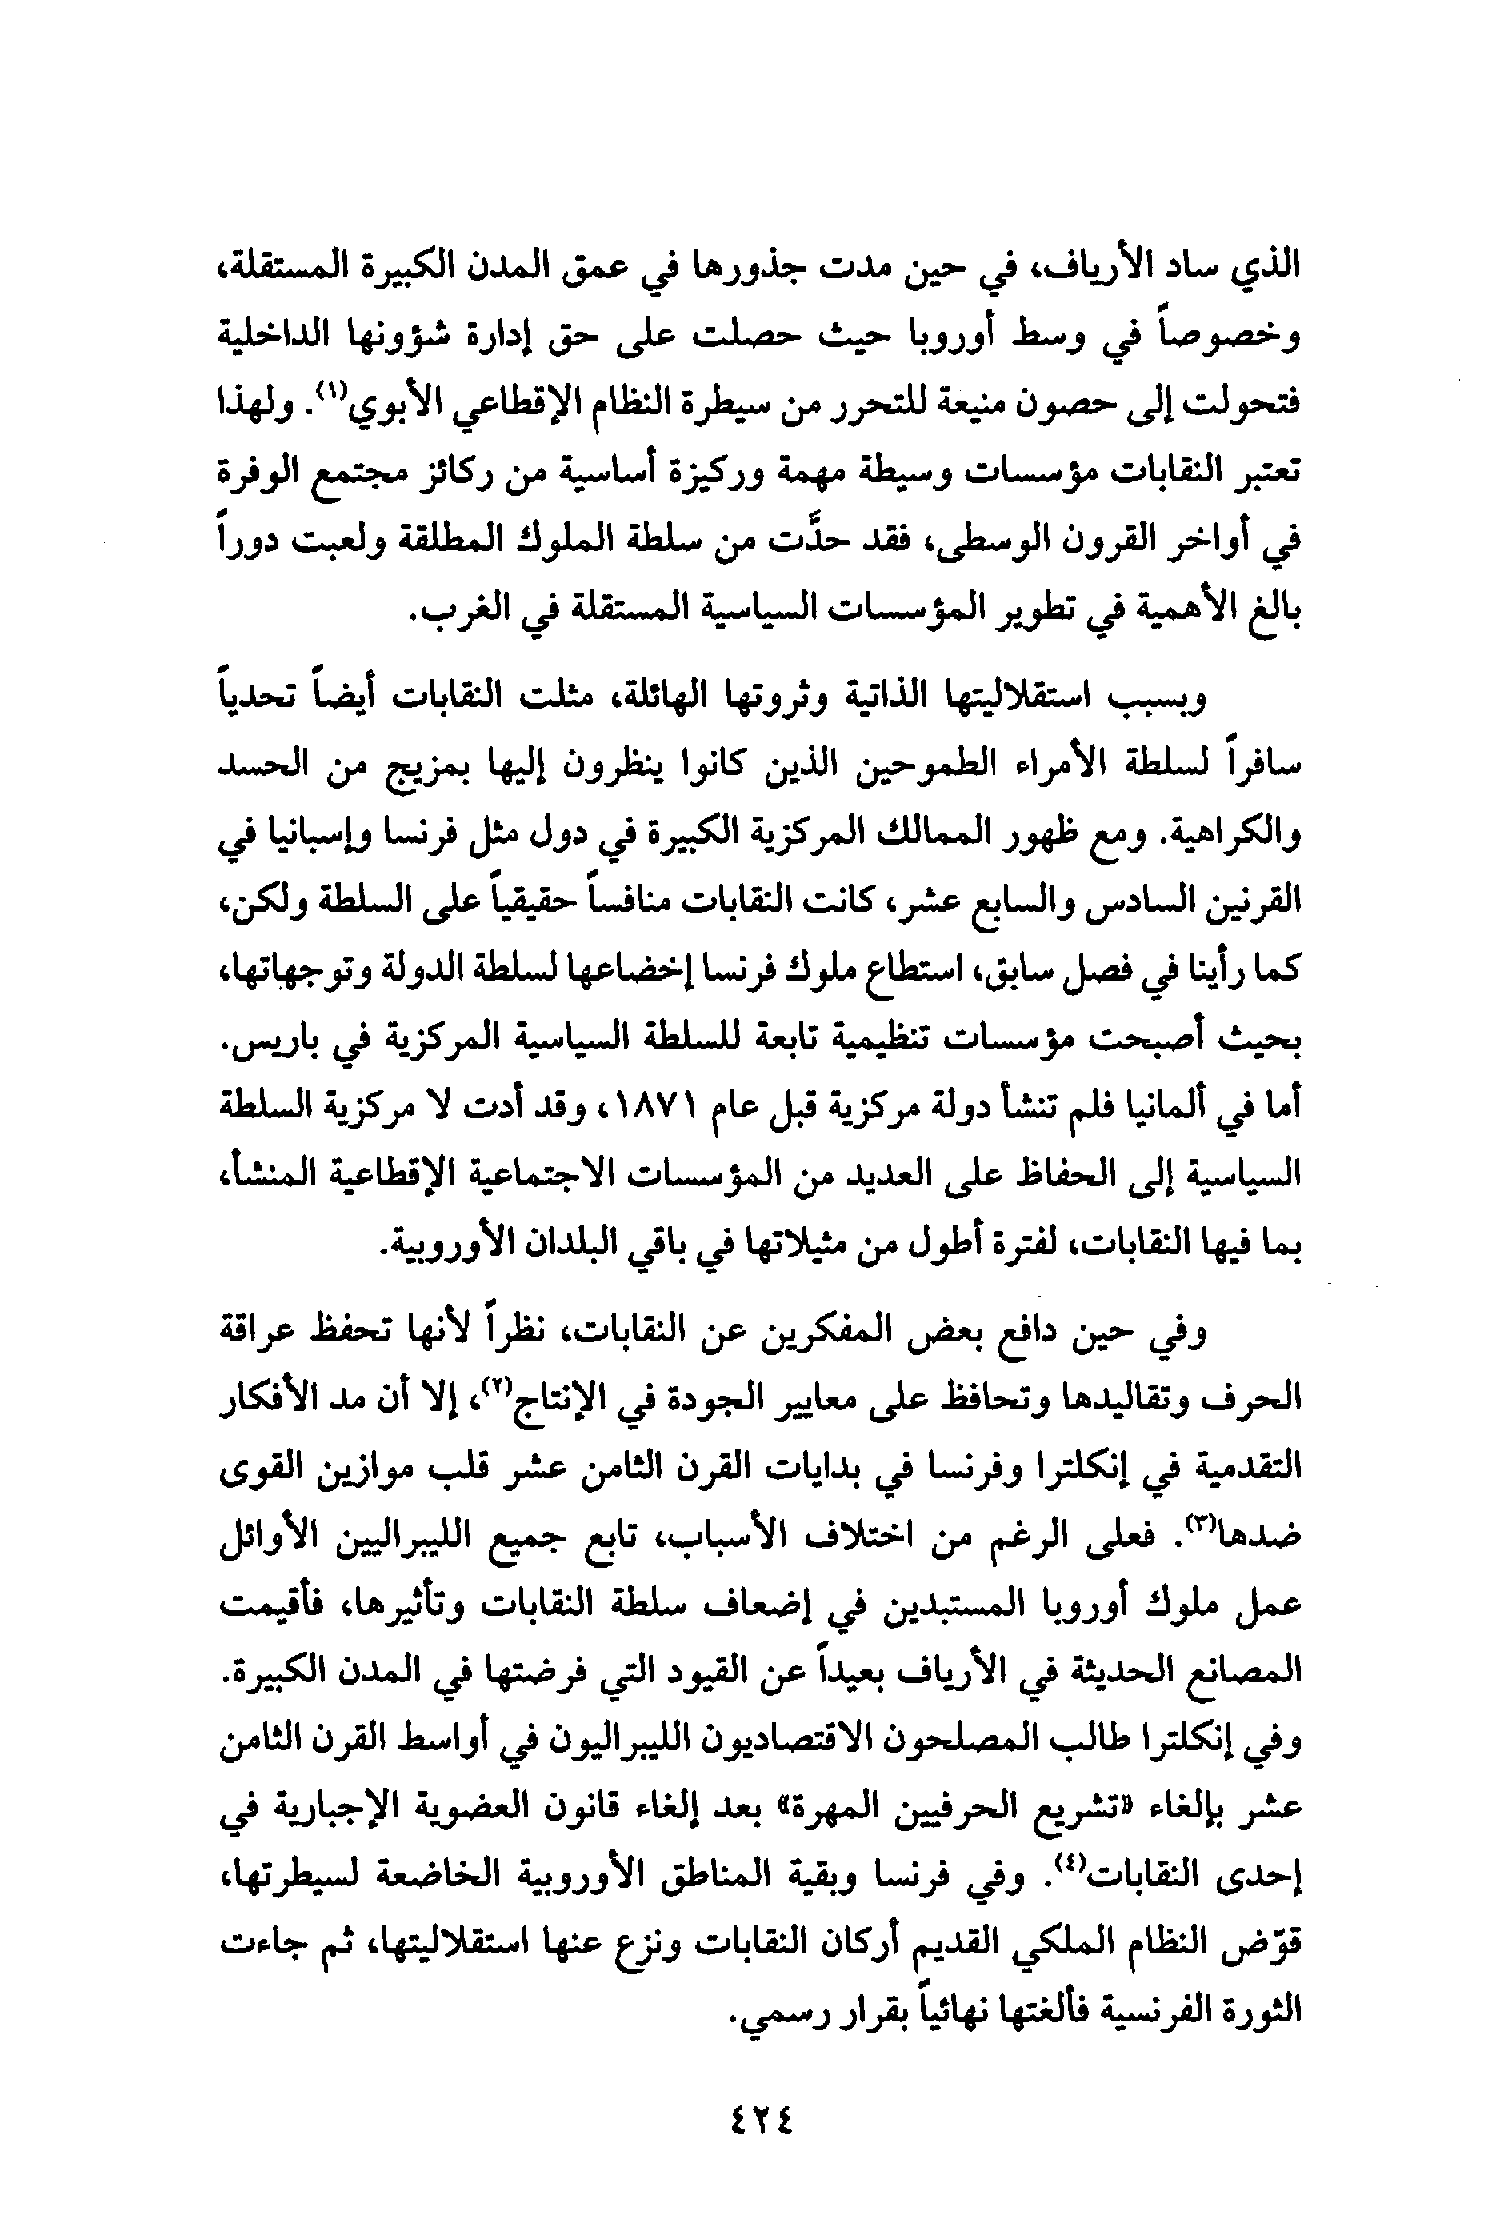 الذي ساد الأرياف، في حين مدت جذورها في عمق المدن الكبيرة المستقلة،
وخصوصاً في وسط أوروبا حيث حصلت على حق إدارة شؤونها الداخلية
فتحولت إلى حصون منيعة للتحرر من سيطرة النظام الإقطاعي الأبوي(١). ولهذا
تعتبر النقابات مؤسسات وسيطة مهمة وركيزة أساسية من ركائز مجتمع الوفرة
في أواخر القرون الوسطى، فقد حدَّت من سلطة الملوك المطلقة ولعبت دوراً
بالغ الأهمية في تطوير المؤسسات السياسية المستقلة في الغرب.
وبسبب استقلاليتها الذاتية وثروتها الهائلة، مثلت النقابات أيضاً تحدياً
سافراً لسلطة الأمراء الطموحين الذين كانوا ينظرون إليها بمزيج من الحسد
والكراهية. ومع ظهور الممالك المركزية الكبيرة في دول مثل فرنسا وإسبانيا في
القرنين السادس والسابع عشر، كانت النقابات منافساً حقيقياً على السلطة ولكن،
كما رأينا في فصل سابق، استطاع ملوك فرنسا إخضاعها لسلطة الدولة وتوجهاتها،
بحيث أصبحت مؤسسات تنظيمية تابعة للسلطة السياسية المركزية في باريس.
أما في ألمانيا فلم تنشأ دولة مركزية قبل عام ١٨٧١، وقد أدت لا مركزية السلطة
السياسية إلى الحفاظ على العديد من المؤسسات الاجتماعية الإقطاعية المنشأ،
بما فيها النقابات، لفترة أطول من مثيلاتها في باقي البلدان الأوروبية.
وفي حين دافع بعض المفكرين عن النقابات، نظراً لأنها تحفظ عراقة
الحرف وتقاليدها وتحافظ على معايير الجودة في الإنتاج(٢)، إلا أن مد الأفكار
التقدمية في إنكلترا وفرنسا في بدايات القرن الثامن عشر قلب موازين القوى
ضدها(٣). فعلى الرغم من اختلاف الأسباب، تابع جميع الليبراليين الأوائل
عمل ملوك أوروبا المستبدين في إضعاف سلطة النقابات وتأثيرها، فأقيمت
المصانع الحديثة في الأرياف بعيداً عن القيود التي فرضتها في المدن الكبيرة.
وفي إنكلترا طالب المصلحون الاقتصاديون الليبراليون في أواسط القرن الثامن
عشر بإلغاء «تشريع الحرفيين المهرة» بعد إلغاء قانون العضوية الإجبارية في
إحدى النقابات(٤). وفي فرنسا وبقية المناطق الأوروبية الخاضعة لسيطرتها،
قوّض النظام الملكي القديم أركان النقابات ونزع عنها استقلاليتها، ثم جاءت
الثورة الفرنسية فألغتها نهائياً بقرار رسمي.
٤٢٤